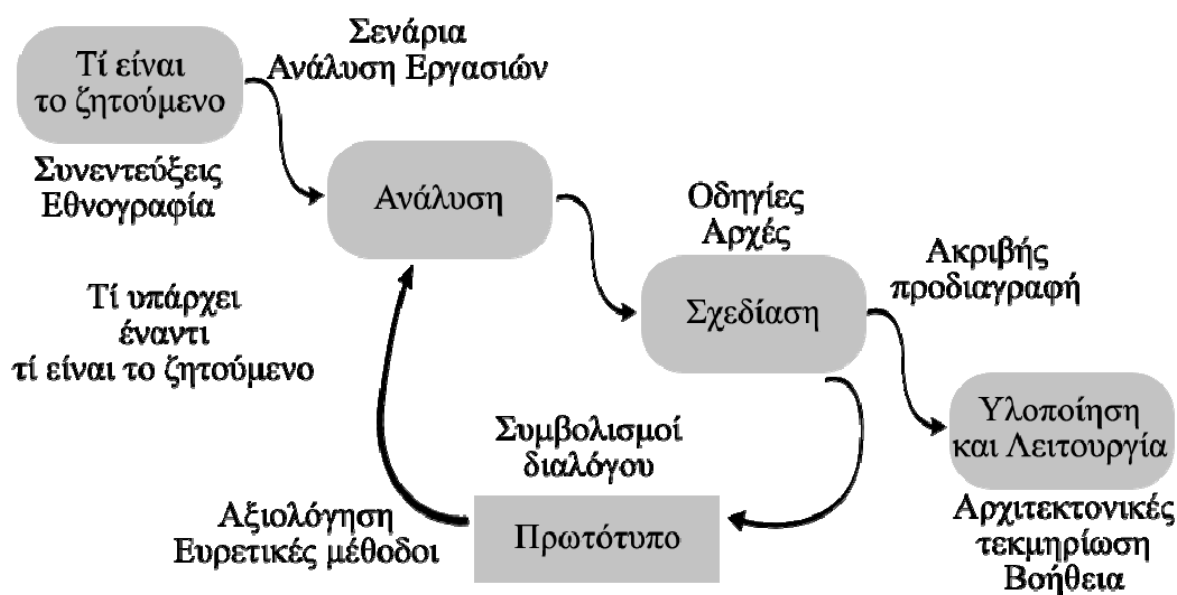 Τί είναι
το ζητούμενο
Σενάρια
Ανάλυση Εργασιών
Συνεντεύξεις
Εθνογραφία
Ανάλυση
Οδηγίες
Αρχές
Σχεδίαση
Ακριβής
προδιαγραφή
Τί υπάρχει
έναντι
τί είναι το ζητούμενο
Υλοποίηση
και Λειτουργία
Αρχιτεκτονικές
τεκμηρίωση
Βοήθεια
Συμβολισμοί
διαλόγου
Πρωτότυπο
Αξιολόγηση
Ευρετικές μέθοδοι